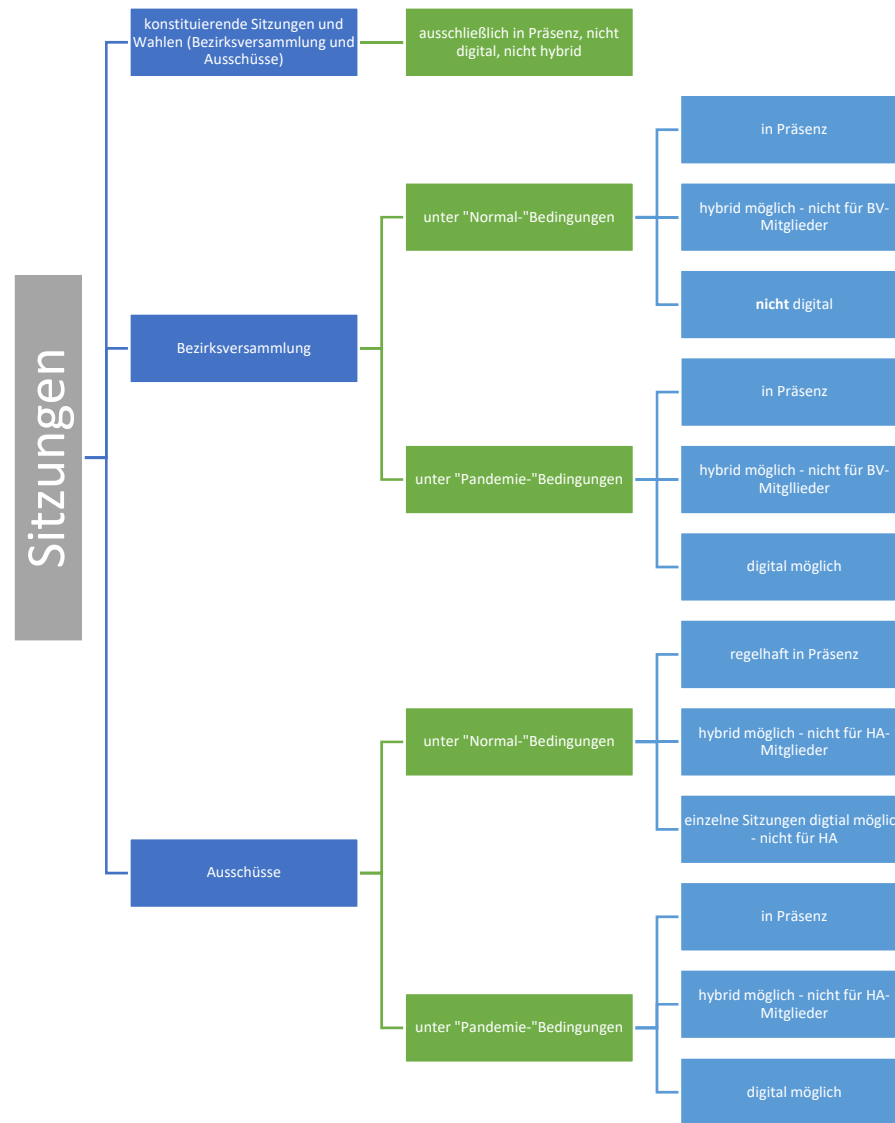 Sitzungen
konstituierende Sitzungen und
Wahlen (Bezirksversammlung und
Ausschüsse)
ausschließlich in Präsenz, nicht
digital, nicht hybrid
Bezirksversammlung
unter "Normal-"Bedingungen
in Präsenz
hybrid möglich - nicht für BV-
Mitglieder
nicht digital
unter "Pandemie-"Bedingungen
in Präsenz
hybrid möglich - nicht für BV-
Mitgllieder
digital möglich
Ausschüsse
unter "Normal-"Bedingungen
regelhaft in Präsenz
hybrid möglich - nicht für HA-
Mitglieder
einzelne Sitzungen digtial möglic
- nicht für HA
unter "Pandemie-"Bedingungen
in Präsenz
hybrid möglich - nicht für HA-
Mitglieder
digital möglich